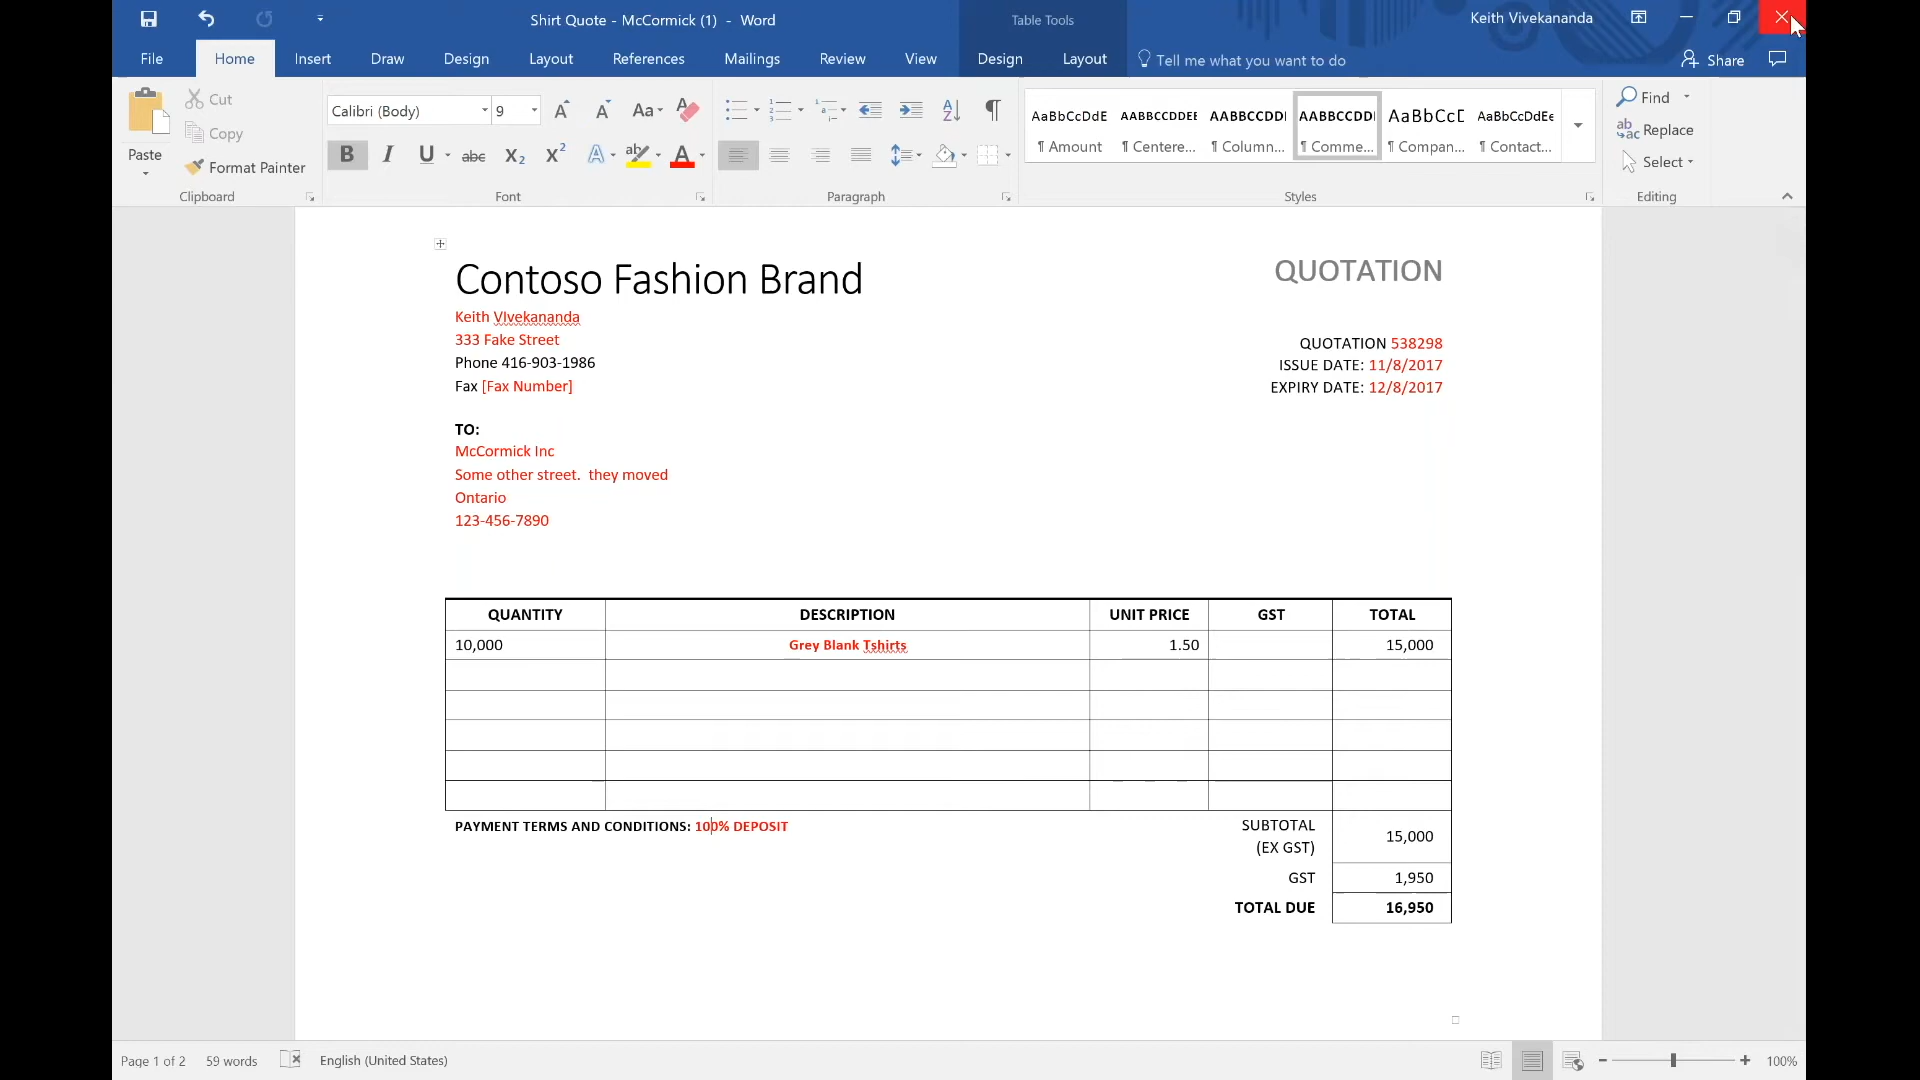 Shirt Quote - McCormick (1) - Word
Table Tools
Keith Vivekananda
File Home Insert Draw Design Layout References Mailings Review View Design Layout Tell me what you want to do Share
Paste
Cut
Copy
Format Painter
Clipboard
Calibri (Body) 9
Aa
B I U abc X₂ X² A ab A
Font
Paragraph
AaBbCcDdE AABBCCDDEE AABBCCDDI AABBCCDDI AaBbCcD AaBbCcDdEe
¶ Amount ¶ Centere... ¶ Column... ¶ Comme... ¶ Compan... ¶ Contact...
Styles
Find
Replace
Select
Editing
Contoso Fashion Brand
QUOTATION
Keith VIvekananda
333 Fake Street
Phone 416-903-1986
Fax [Fax Number]
QUOTATION 538298
ISSUE DATE: 11/8/2017
EXPIRY DATE: 12/8/2017
TO:
McCormick Inc
Some other street.  they moved
Ontario
123-456-7890
QUANTITY DESCRIPTION UNIT PRICE GST TOTAL
10,000 Grey Blank Tshirts 1.50 15,000
PAYMENT TERMS AND CONDITIONS: 100% DEPOSIT
SUBTOTAL
(EX GST) 15,000
GST 1,950
TOTAL DUE 16,950
Page 1 of 2 59 words English (United States) 100%